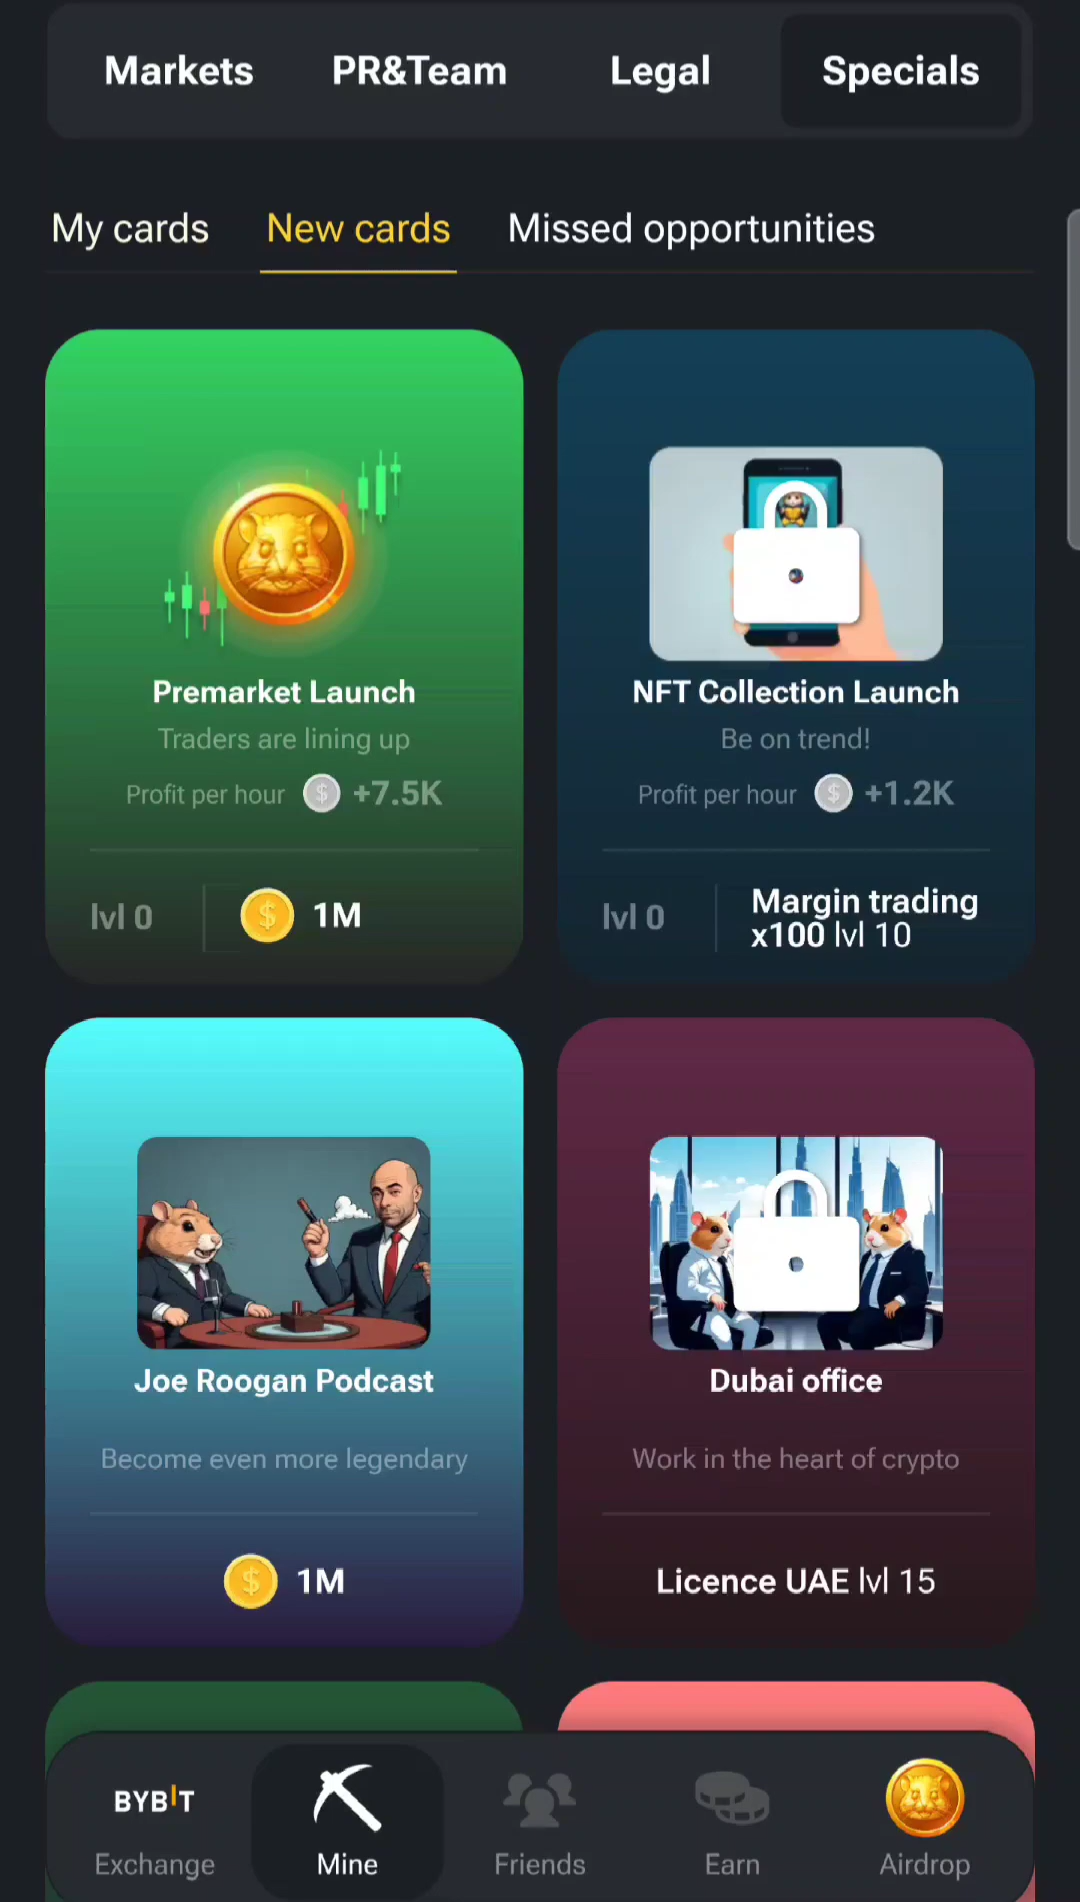 Markets PR&Team Legal Specials
My cards New cards Missed opportunities
Premarket Launch
Traders are lining up
Profit per hour $ +7.5K
lvl 0 $ 1M
NFT Collection Launch
Be on trend!
Profit per hour $ +1.2K
lvl 0 Margin trading
x100 lvl 10
Joe Roogan Podcast
Become even more legendary
$ 1M
Dubai office
Work in the heart of crypto
Licence UAE lvl 15
BYBIT
Exchange Mine Friends Earn Airdrop